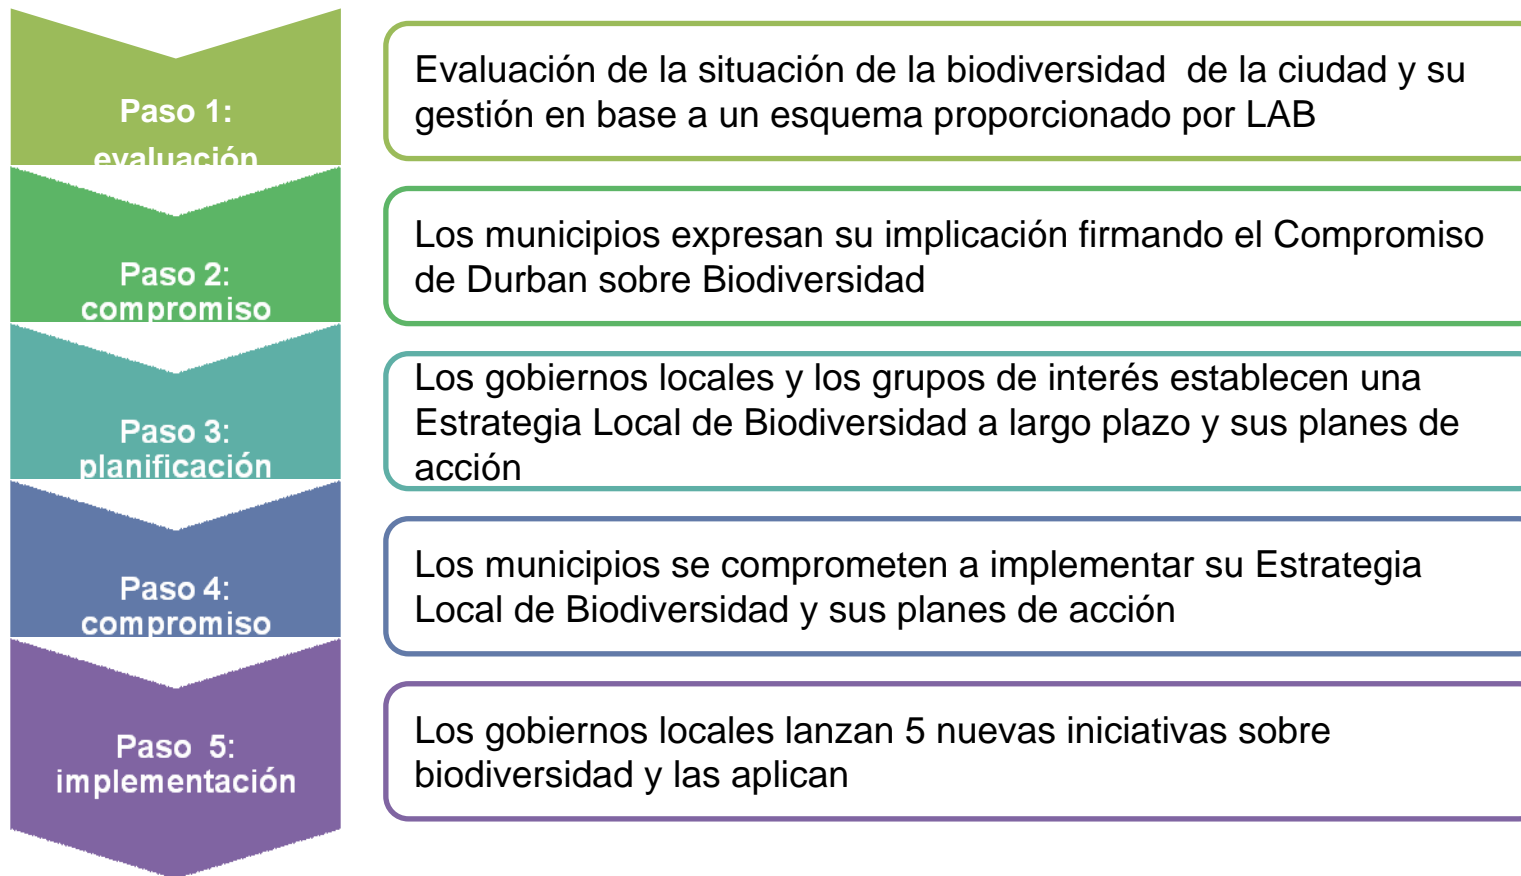 Paso 1:
evaluación
Evaluación de la situación de la biodiversidad de la ciudad y su
gestión en base a un esquema proporcionado por LAB
Paso 2:
compromiso
Los municipios expresan su implicación firmando el Compromiso
de Durban sobre Biodiversidad
Paso 3:
planificación
Los gobiernos locales y los grupos de interés establecen una
Estrategia Local de Biodiversidad a largo plazo y sus planes de
acción
Paso 4:
compromiso
Los municipios se comprometen a implementar su Estrategia
Local de Biodiversidad y sus planes de acción
Paso 5:
implementación
Los gobiernos locales lanzan 5 nuevas iniciativas sobre
biodiversidad y las aplican